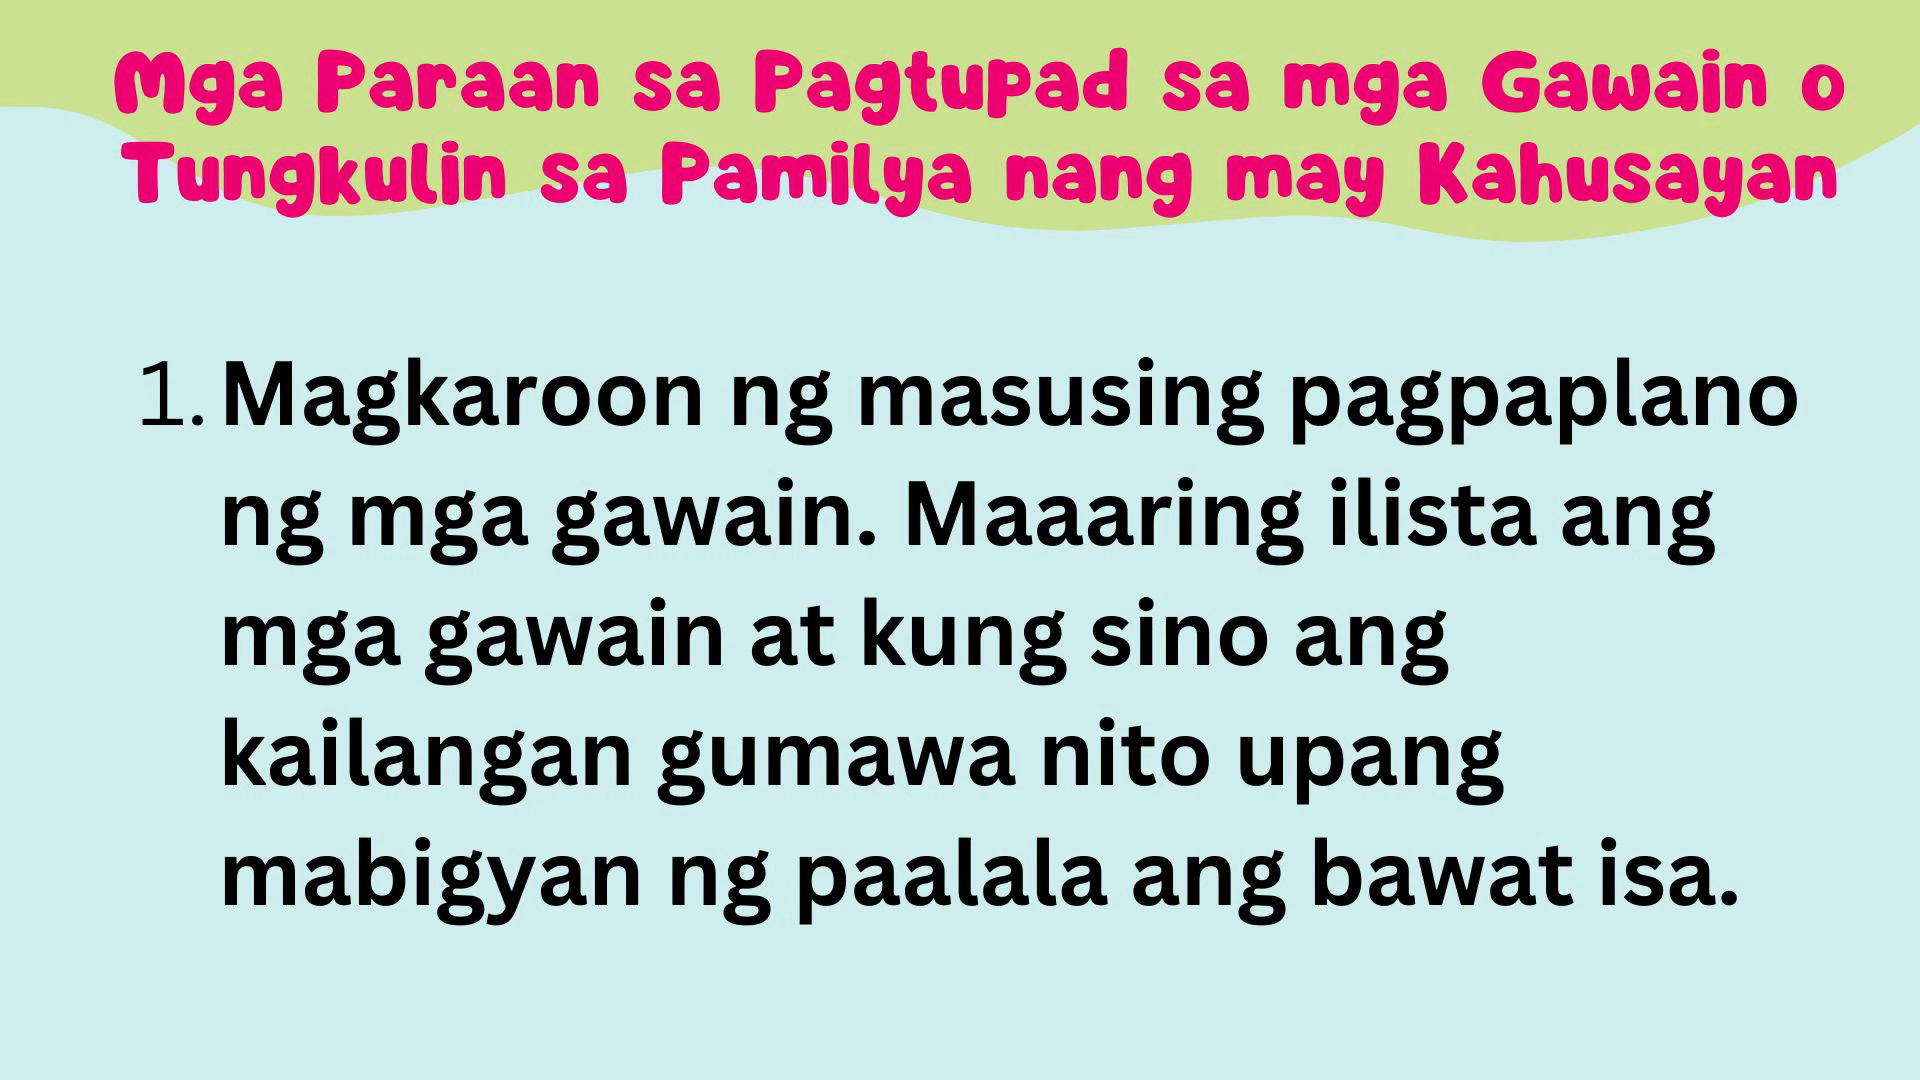 Mga Paraan sa Pagtupad sa mga Gawain o
Tungkulin sa Pamilya nang may Kahusayan
1. Magkaroon ng masusing pagpaplano
ng mga gawain. Maaaring ilista ang
mga gawain at kung sino ang
kailangan gumawa nito upang
mabigyan ng paalala ang bawat isa.